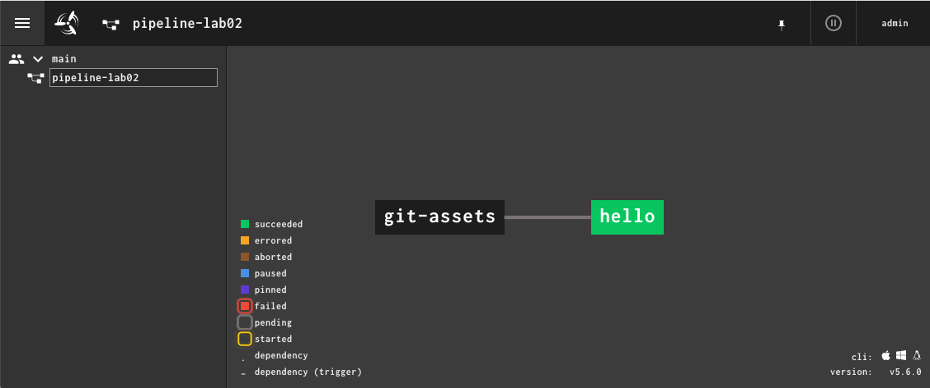 pipeline-lab02
admin
main
pipeline-lab02
git-assets
hello
succeeded
errored
aborted
paused
pinned
failed
pending
started
dependency
dependency (trigger)
cli:
version: v5.6.0